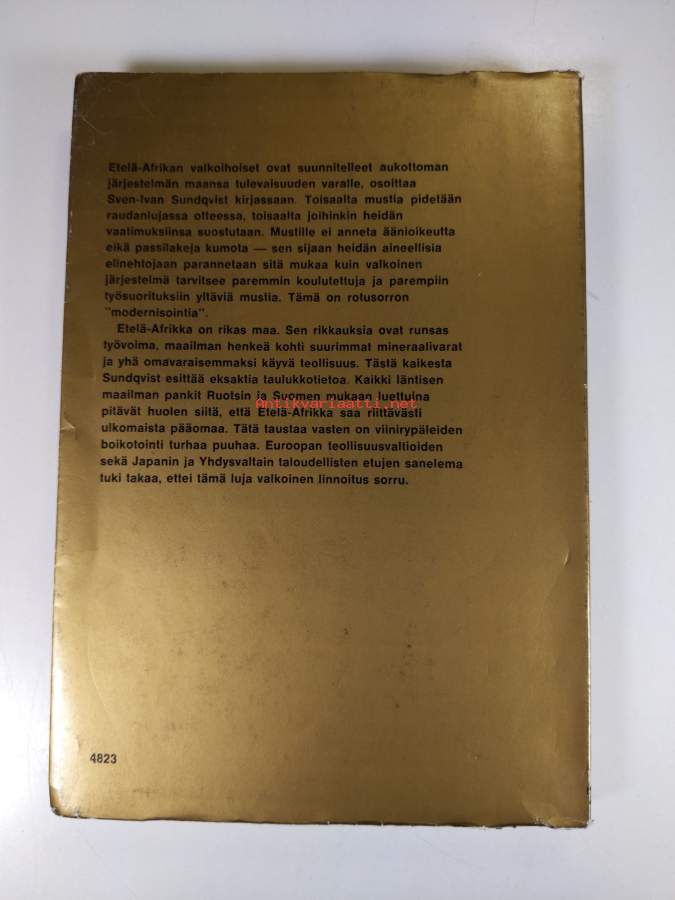 Etelä-Afrikan valkoihoiset ovat suunnitelleet aukottoman
järjestelmän maansa tulevaisuuden varalle, osoittaa
Sven-Ivan Sundqvist kirjassaan. Toisaalta mustia pidetään
raudanlujassa otteessa, toisaalta joihinkin heidän
vaatimuksiinsa suostutaan. Mustille ei anneta äänioikeutta
eikä passilakeja kumota — sen sijaan heidän aineellisia
elinehtojaan parannetaan sitä mukaa kuin valkoinen
järjestelmä tarvitsee paremmin koulutettuja ja parempiin
työsuorituksiin yltäviä mustia. Tämä on rotusorron
"modernisointia".
Etelä-Afrikka on rikas maa. Sen rikkauksia ovat runsas
työvoima, maailman henkeä kohti suurimmat mineraalivarat
ja yhä omavaraisemmaksi käyvä teollisuus. Tästä kaikesta
Sundqvist esittää eksaktia taulukkotietoa. Kaikki läntisen
maailman pankit Ruotsin ja Suomen mukaan luettuina
Antikvariaatti.net
pitävät huolen siitä, että Etelä-Afrikka saa riittävästi
ulkomaista pääomaa. Tätä taustaa vasten on viinirypäleiden
boikotointi turhaa puuhaa. Euroopan teollisuusvaltioiden
sekä Japanin ja Yhdysvaltain taloudellisten etujen sanelema
tuki takaa, ettei tämä luja valkoinen linnoitus sorru.
4823